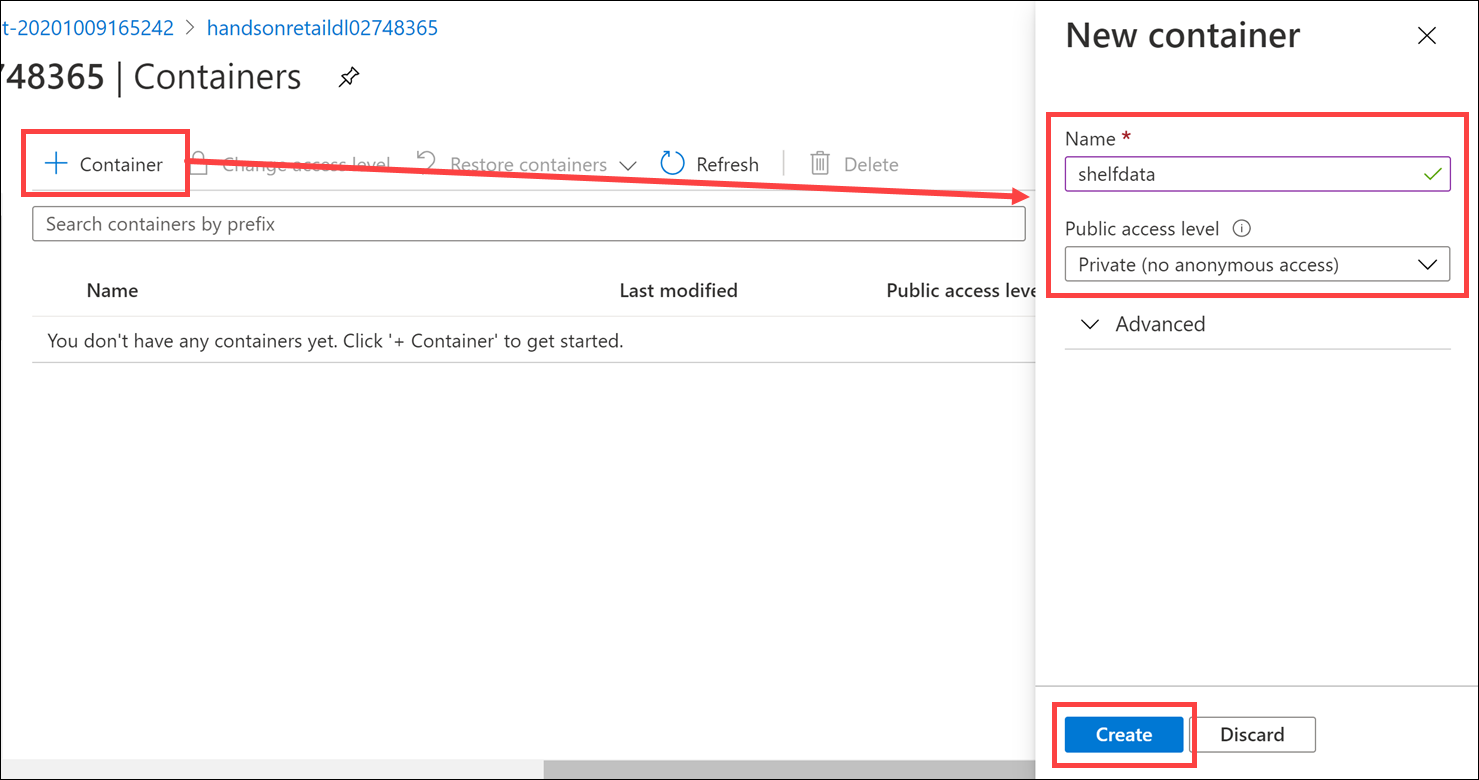 t-20201009165242 > handsonretaildl02748365
'48365 | Containers
+ Container Change access level Restore containers Refresh Delete
Search containers by prefix
Name Last modified Public access leve
You don't have any containers yet. Click '+ Container' to get started.
New container
Name *
shelfdata
Public access level
Private (no anonymous access)
Advanced
Create Discard